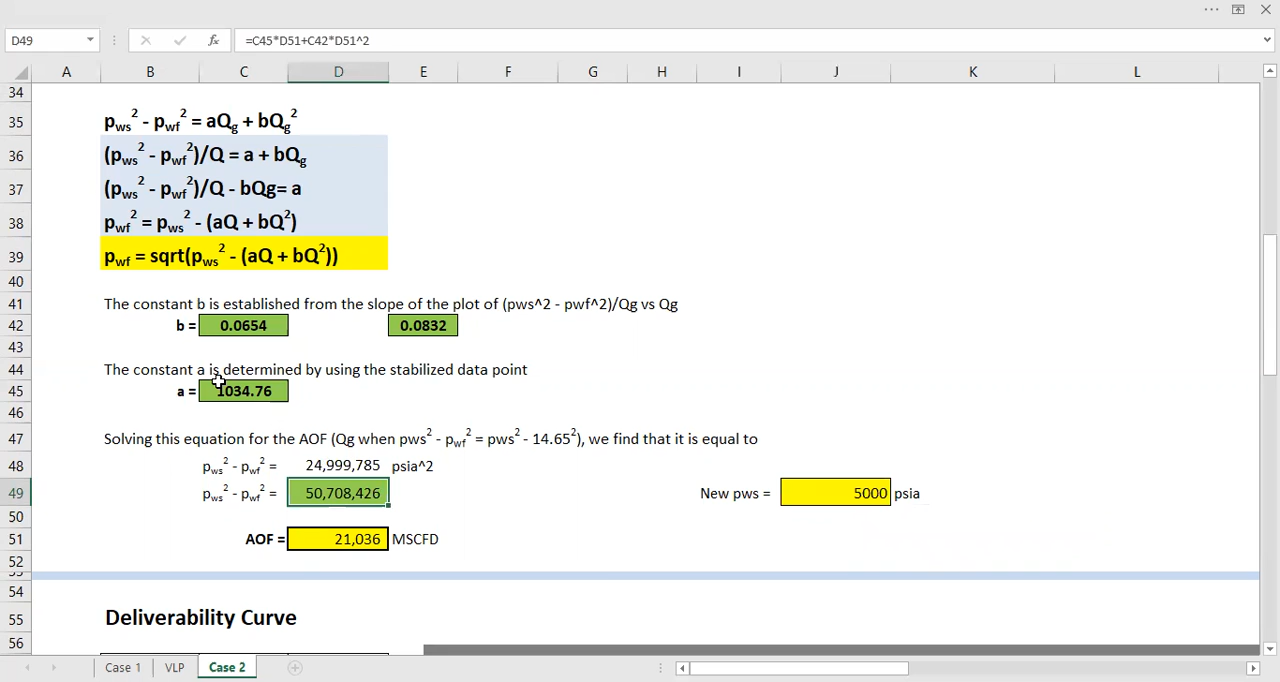 D49
fx
=C45*D51+C42*D51^2
A B C D E F G H I J K L
34
35 pws² - pwf² = aQg + bQg²
36 (pws² - pwf²)/Q = a + bQg
37 (pws² - pwf²)/Q - bQg= a
38 pwf² = pws² - (aQ + bQ²)
39 pwf = sqrt(pws² - (aQ + bQ²))
40
41 The constant b is established from the slope of the plot of (pws^2 - pwf^2)/Qg vs Qg
42 b = 0.0654 0.0832
43
44 The constant a is determined by using the stabilized data point
45 a = 1034.76
46
47 Solving this equation for the AOF (Qg when pws² - pwf² = pws² - 14.65²), we find that it is equal to
48 pws² - pwf² = 24,999,785 psia^2
49 pws² - pwf² = 50,708,426 New pws = 5000 psia
50
51 AOF = 21,036 MSCFD
52
53
54
55 Deliverability Curve
56
Case 1 VLP Case 2